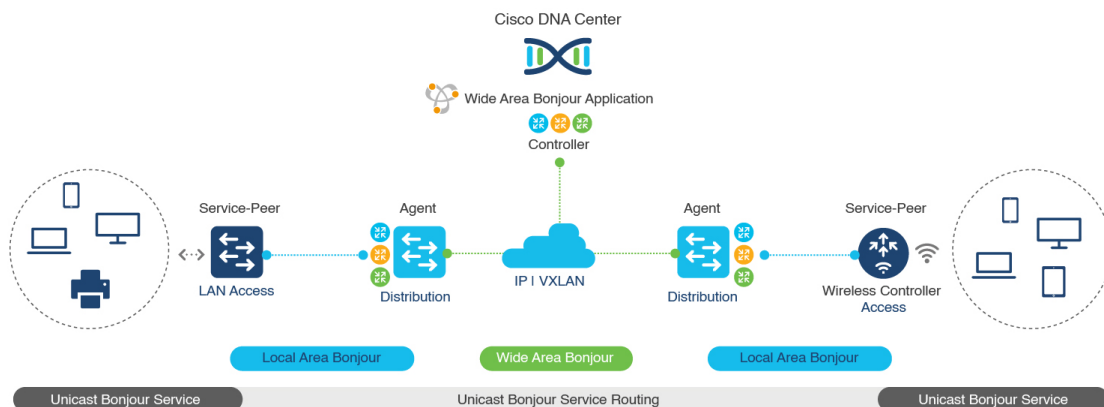 Cisco DNA Center
Wide Area Bonjour Application
Controller
Service-Peer
Agent
Agent
Service-Peer
LAN Access
Distribution
IP | VXLAN
Distribution
Wireless Controller
Access
Local Area Bonjour
Wide Area Bonjour
Local Area Bonjour
Unicast Bonjour Service
Unicast Bonjour Service Routing
Unicast Bonjour Service